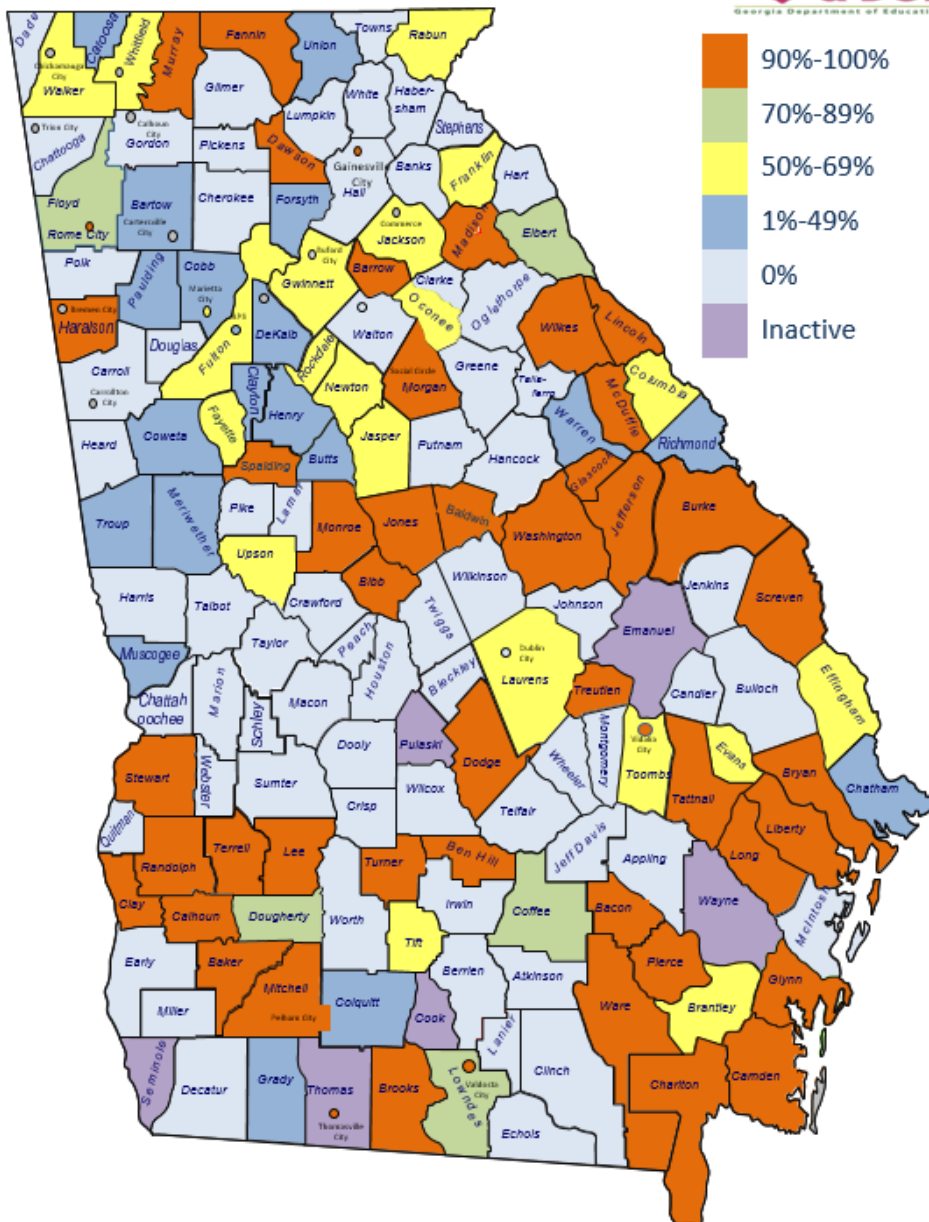 Georgia Department of Educati
90%-100%
70%-89%
50%-69%
1%-49%
0%
Inactive
Dade
Catoosa
Whitfield
Murray
Fannin
Union
Towns
Rabun
Chickamauga City
Walker
Gilmer
White
Haber-sham
Lumpkin
Stephens
Trion City
Chattooga
Calhoun City
Gordon
Pickens
Dawson
Gainesville City
Hall
Banks
Franklin
Hart
Floyd
Rome City
Bartow
Cartersville City
Cherokee
Forsyth
Commerce
Jackson
Madison
Elbert
Polk
Paulding
Cobb
Marietta City
Buford City
Gwinnett
Barrow
Clarke
Oconee
Oglethorpe
Bremen City
Haralson
Douglas
Fulton
APS
DeKalb
Rockdale
Walton
Wilkes
Lincoln
Carroll
Carrollton City
Clayton
Newton
Social Circle
Morgan
Greene
Talia-ferro
McDuffie
Columbia
Heard
Coweta
Fayette
Henry
Spalding
Butts
Jasper
Putnam
Hancock
Warren
Richmond
Glascock
Troup
Meriwether
Pike
Lamar
Monroe
Jones
Baldwin
Washington
Jefferson
Burke
Upson
Bibb
Wilkinson
Jenkins
Screven
Harris
Talbot
Crawford
Twiggs
Johnson
Emanuel
Muscogee
Taylor
Peach
Houston
Bleckley
Dublin City
Laurens
Treutlen
Candler
Bulloch
Effingham
Chattah oochee
Marion
Schley
Macon
Dooly
Pulaski
Dodge
Wheeler
Montgomery
Vidalia City
Toombs
Evans
Bryan
Chatham
Stewart
Webster
Sumter
Crisp
Wilcox
Telfair
Tattnall
Liberty
Quitman
Randolph
Terrell
Lee
Turner
Ben Hill
Jeff Davis
Appling
Long
Clay
Calhoun
Dougherty
Worth
Irwin
Coffee
Bacon
Wayne
McIntosh
Early
Baker
Mitchell
Pelham City
Tift
Berrien
Atkinson
Ware
Pierce
Brantley
Glynn
Miller
Colquitt
Cook
Lanier
Clinch
Seminole
Decatur
Grady
Thomas
Thomasville City
Brooks
Lowndes
Valdosta City
Echols
Charlton
Camden